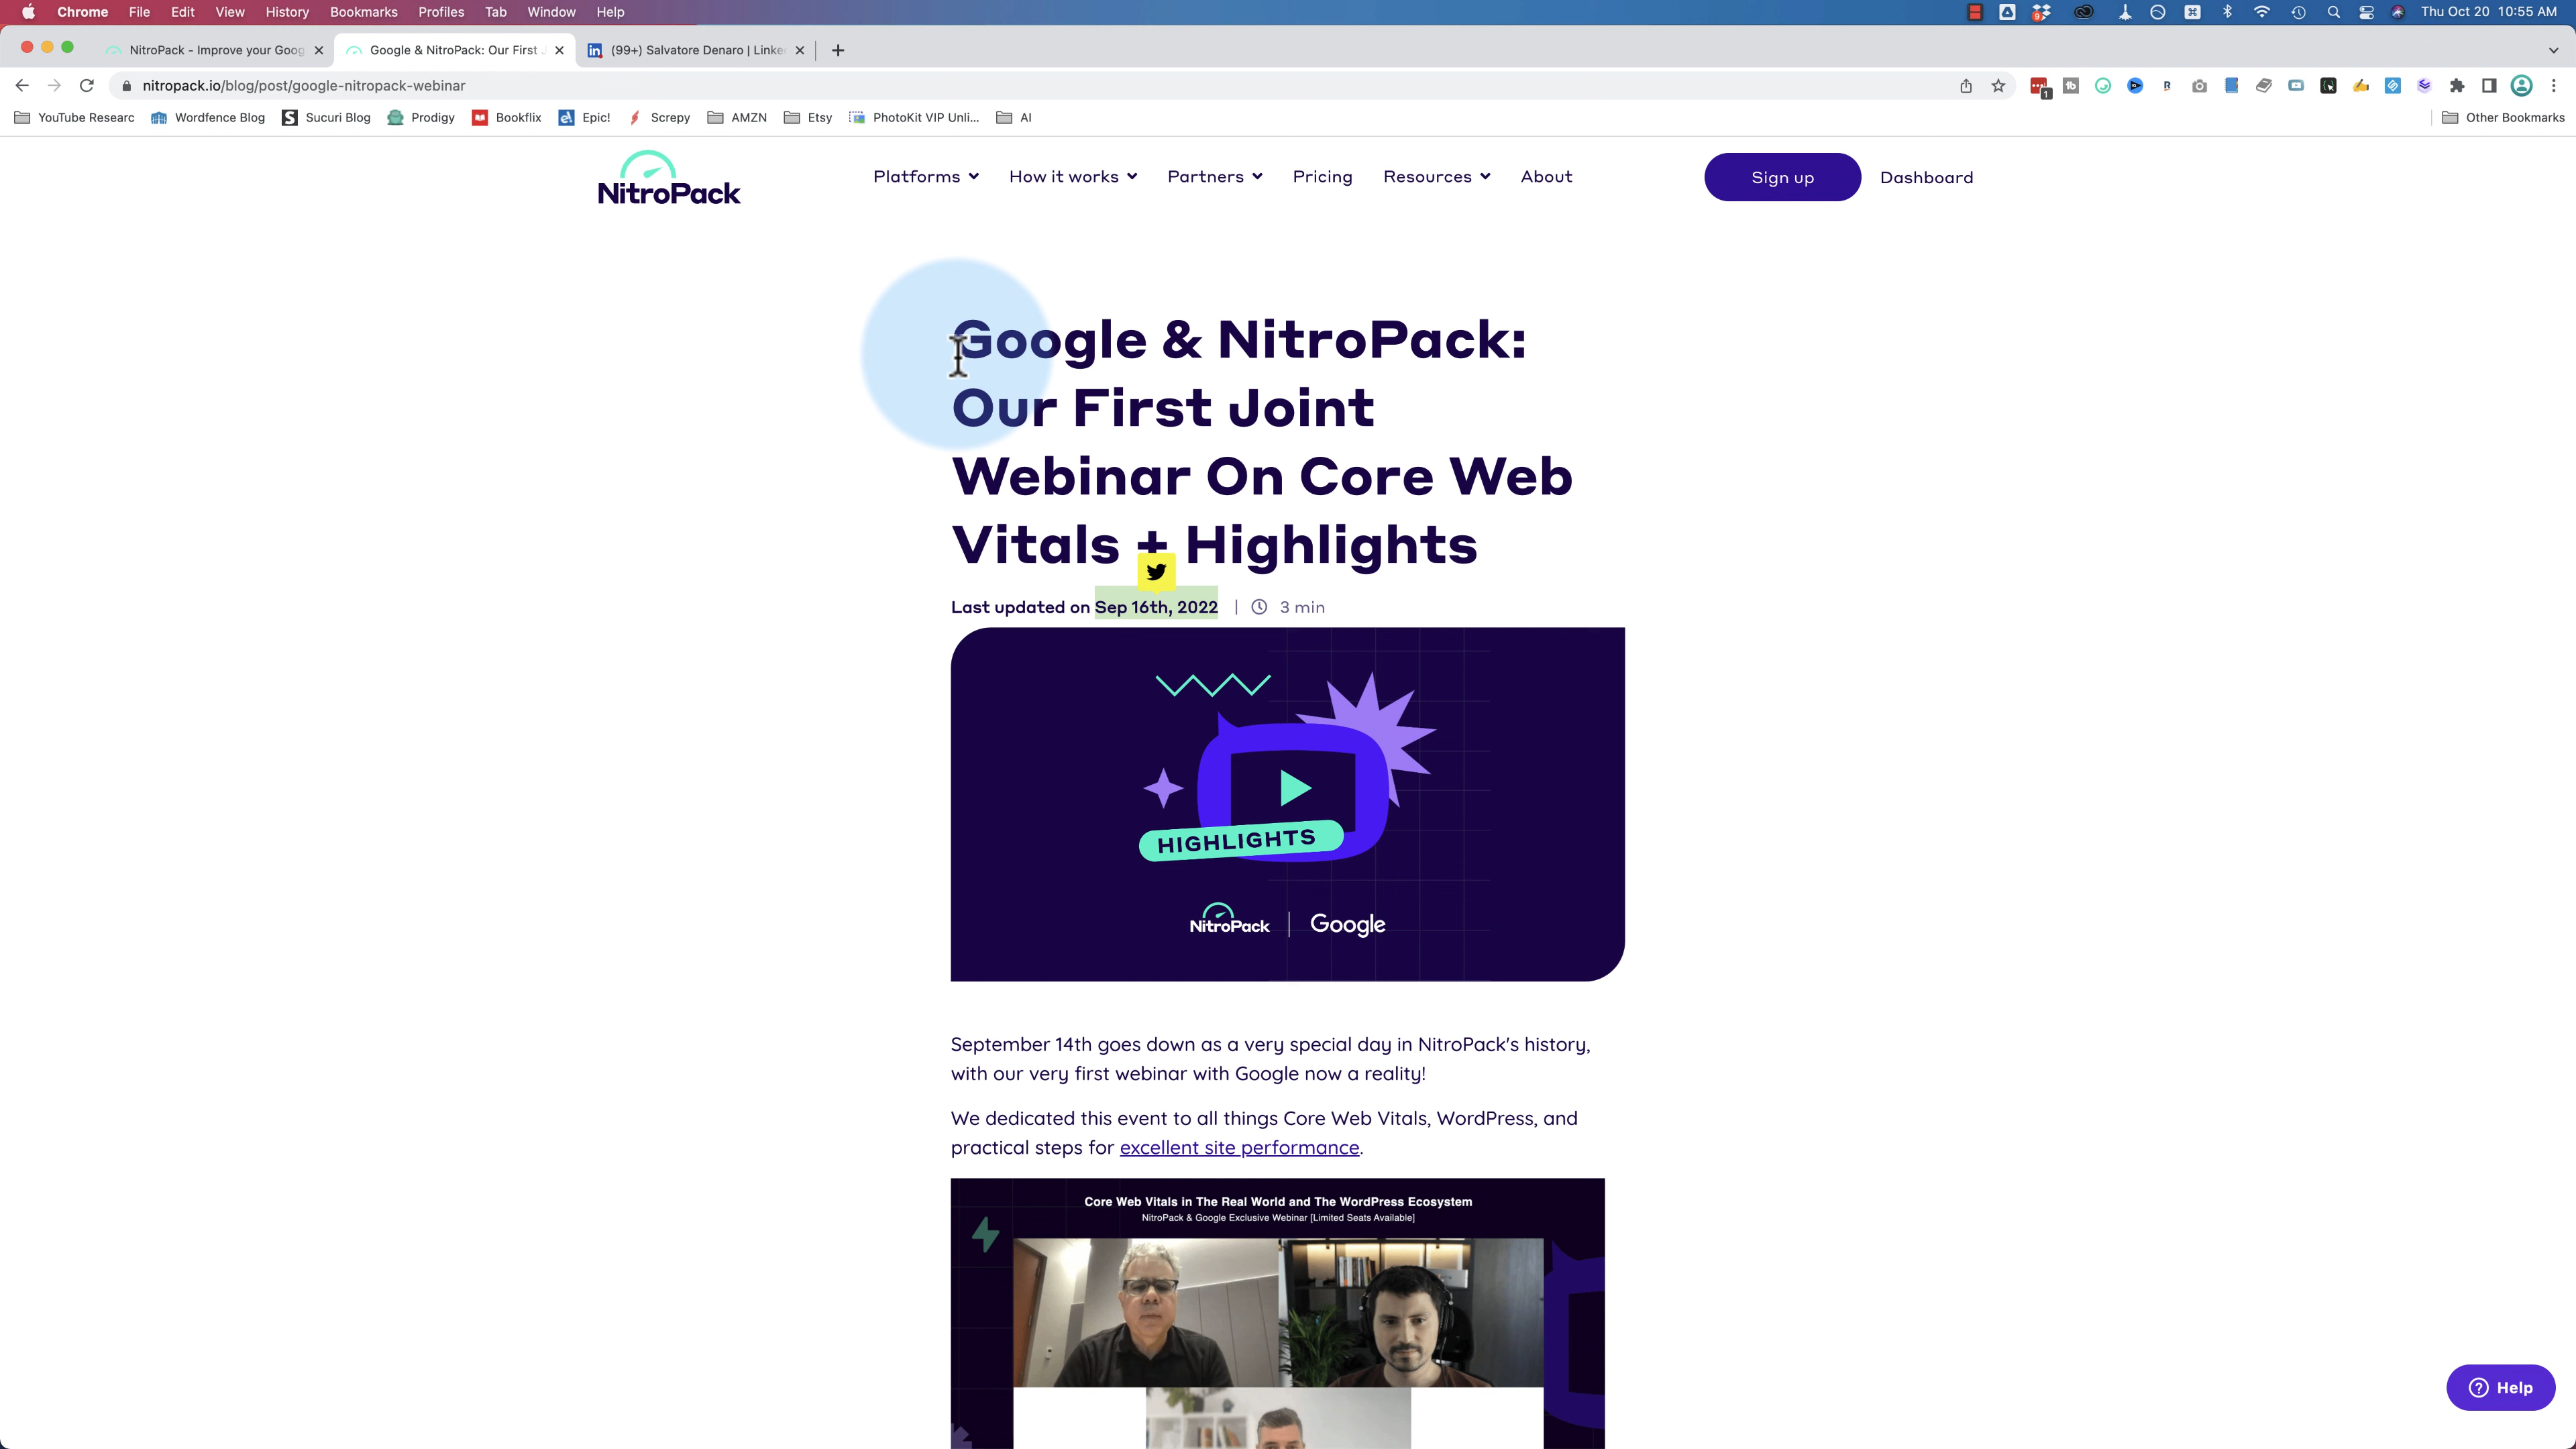 Chrome File Edit View History Bookmarks Profiles Tab Window Help
9
Thu Oct 20 10:55 AM
NitroPack - Improve your Goog
Google & NitroPack: Our First J
in (99+) Salvatore Denaro | Linke
nitropack.io/blog/post/google-nitropack-webinar
1
YouTube Researc
Wordfence Blog
Sucuri Blog
Prodigy
Bookflix
Epic!
Screpy
AMZN
Etsy
PhotoKit VIP Unli...
AI
Other Bookmarks
NitroPack
Platforms
How it works
Partners
Pricing
Resources
About
Sign up
Dashboard
Google & NitroPack:
Our First Joint
Webinar On Core Web
Vitals + Highlights
Last updated on Sep 16th, 2022 | 3 min
HIGHLIGHTS
NitroPack | Google
September 14th goes down as a very special day in NitroPack's history,
with our very first webinar with Google now a reality!
We dedicated this event to all things Core Web Vitals, WordPress, and
practical steps for excellent site performance.
Core Web Vitals in The Real World and The WordPress Ecosystem
NitroPack & Google Exclusive Webinar [Limited Seats Available]
Help